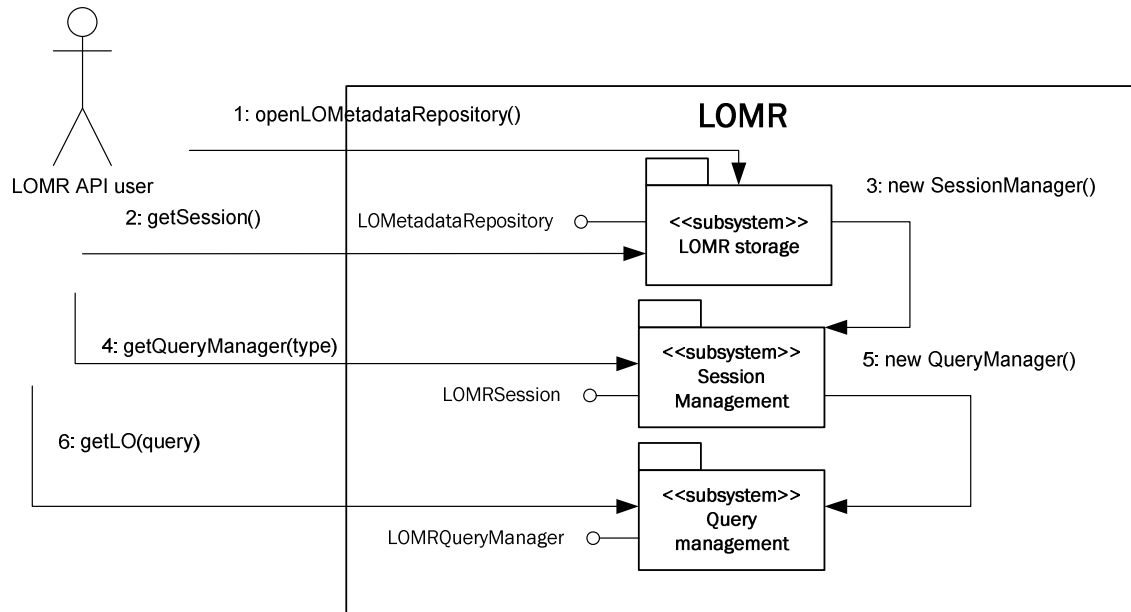 1: openLOMetadataRepository()
LOMR
LOMR API user
3: new SessionManager()
2: getSession()
LOMetadataRepository
<<subsystem>>
LOMR storage
4: getQueryManager(type)
<<subsystem>>
Session
Management
5: new QueryManager()
LOMRSession
6: getLO(query)
<<subsystem>>
Query
management
LOMRQueryManager